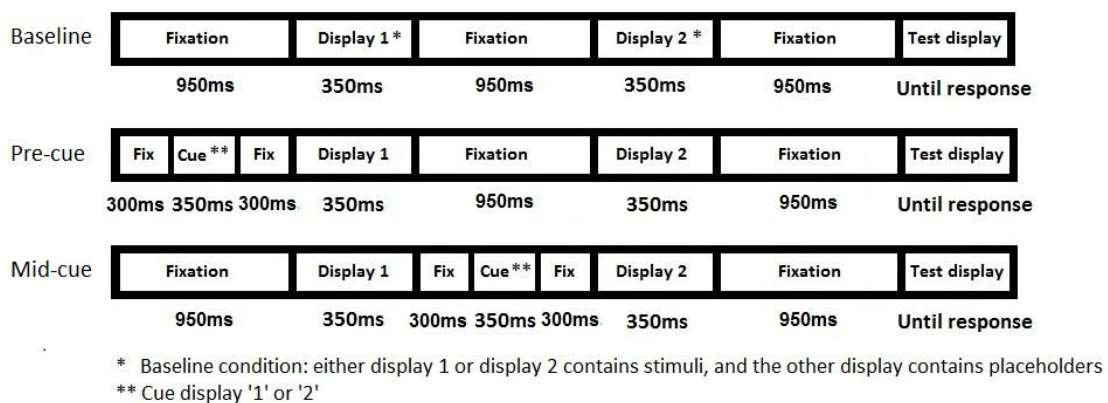 Baseline Fixation Display 1 * Fixation Display 2 * Fixation Test display
950ms 350ms 950ms 350ms 950ms Until response
Pre-cue Fix Cue ** Fix Display 1 Fixation Display 2 Fixation Test display
300ms 350ms 300ms 350ms 950ms 350ms 950ms Until response
Mid-cue Fixation Display 1 Fix Cue** Fix Display 2 Fixation Test display
950ms 350ms 300ms 350ms 300ms 350ms 950ms Until response
* Baseline condition: either display 1 or display 2 contains stimuli, and the other display contains placeholders
** Cue display '1' or '2'